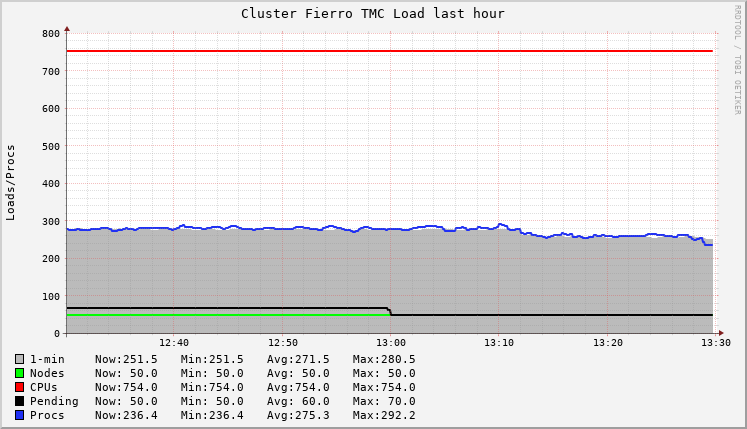 Cluster Fierro TMC Load last hour
RRDTOOL / TOBI OETIKER
Loads/Procs
800
700
600
500
400
300
200
100
0
12:40 12:50 13:00 13:10 13:20 13:30
1-min Now:251.5 Min:251.5 Avg:271.5 Max:280.5
Nodes Now: 50.0 Min: 50.0 Avg: 50.0 Max: 50.0
CPUs Now:754.0 Min:754.0 Avg:754.0 Max:754.0
Pending Now: 50.0 Min: 50.0 Avg: 60.0 Max: 70.0
Procs Now:236.4 Min:236.4 Avg:275.3 Max:292.2